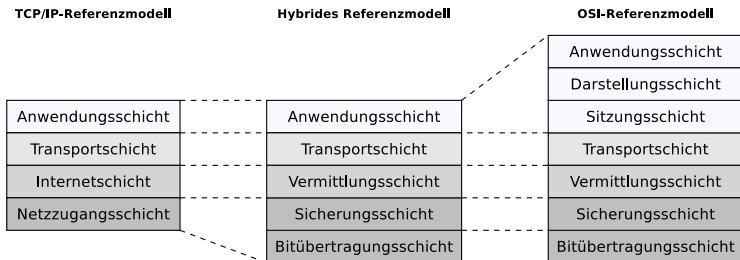 TCP/IP-Referenzmodell
Hybrides Referenzmodell
OSI-Referenzmodell
Anwendungsschicht
Transportschicht
Internetschicht
Netzzugangsschicht
Anwendungsschicht
Transportschicht
Vermittlungsschicht
Sicherungsschicht
Bitübertragungsschicht
Anwendungsschicht
Darstellungsschicht
Sitzungsschicht
Transportschicht
Vermittlungsschicht
Sicherungsschicht
Bitübertragungsschicht